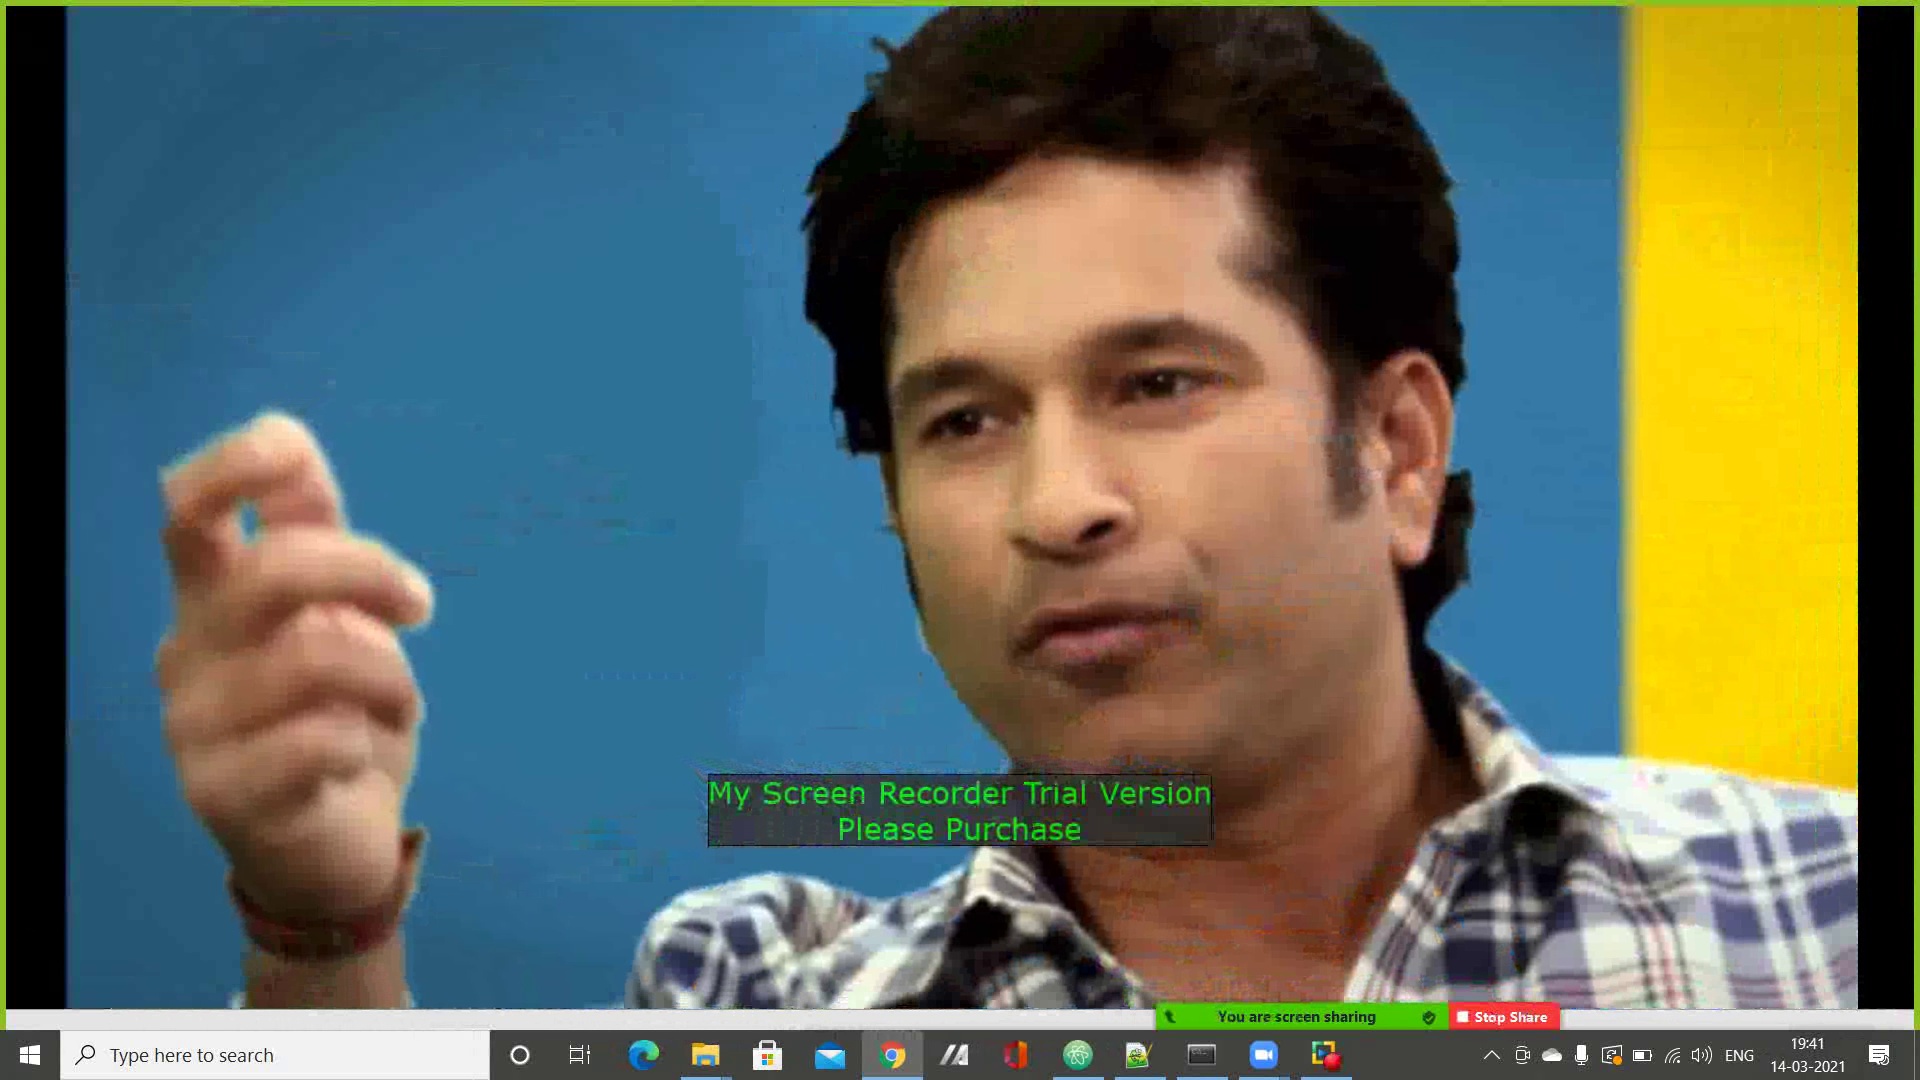 My Screen Recorder Trial Version
Please Purchase
You are screen sharing
Stop Share
Type here to search
ENG
19:41
14-03-2021